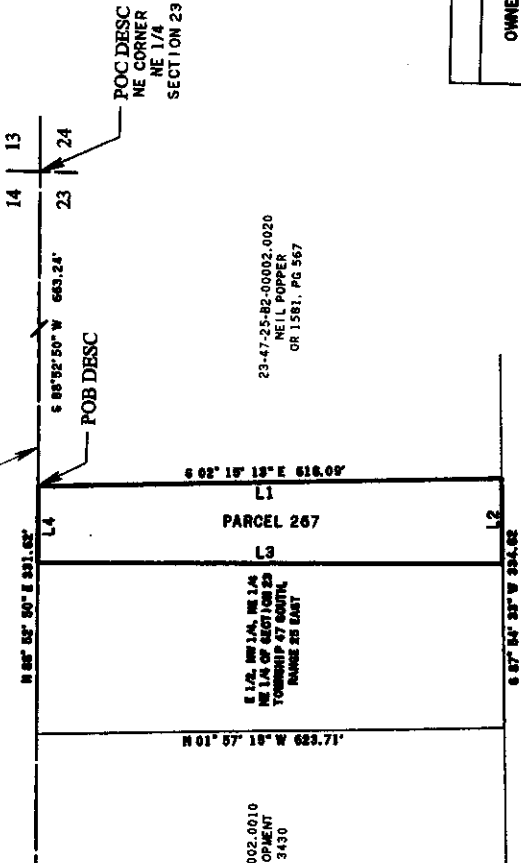 14
13
23
24
POC DESC
NE CORNER
NE 1/4
SECTION 23
S 88°52'50" W 663.24'
POB DESC
N 88° 52' 50" E 331.62'
L4
23-47-25-B2-00002.0020
NEIL POPPER
OR 1581, PG 567
S 02° 15' 13" E 618.09'
L1
PARCEL 267
L3
L2
E 1/2, NW 1/4, NE 1/4
NE 1/4 OF SECTION 23
TOWNSHIP 47 SOUTH,
RANGE 25 EAST
N 01° 57' 19" W 623.71'
002.0010
OPMENT
3430
S 87° 54' 33" W 334.62
OWNE